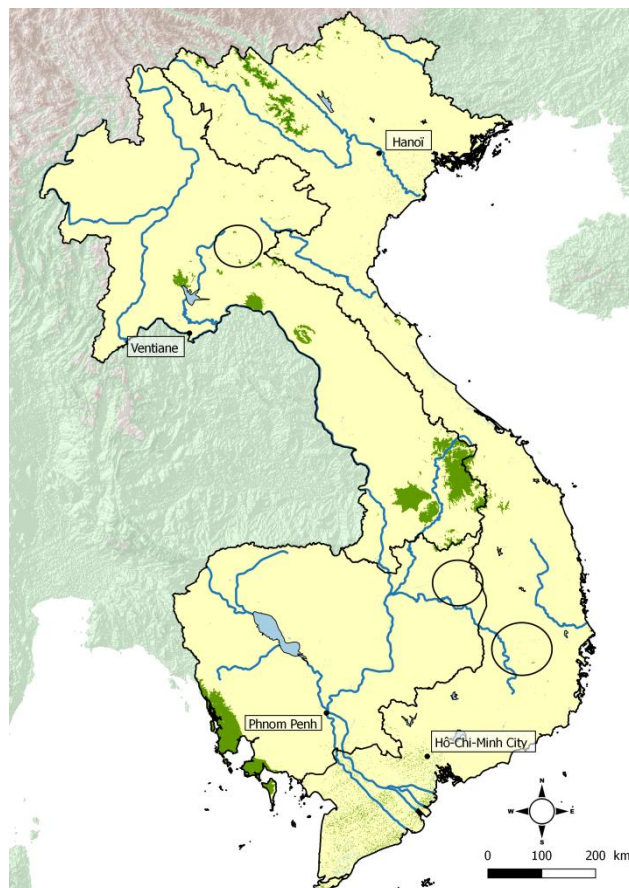 Hanoï
Ventiane
Phnom Penh
Hô-Chi-Minh City
N
W É
S
0 100 200 km